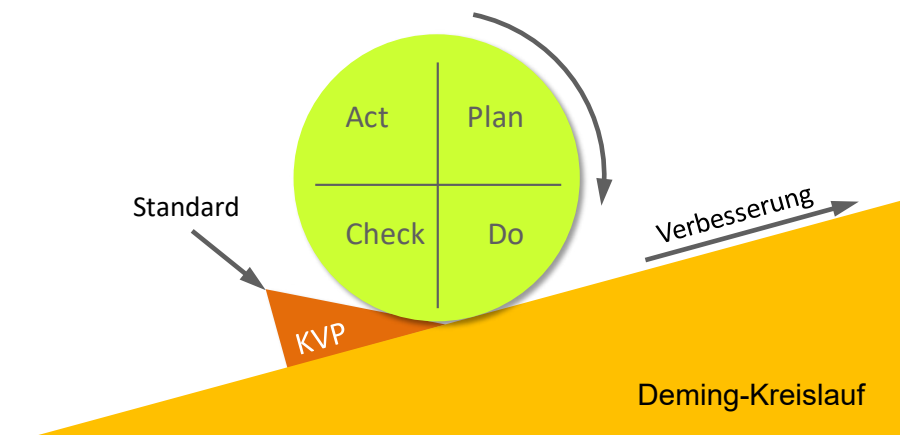 Act
Plan
Standard
Check
Do
Verbesserung
KVP
Deming-Kreislauf